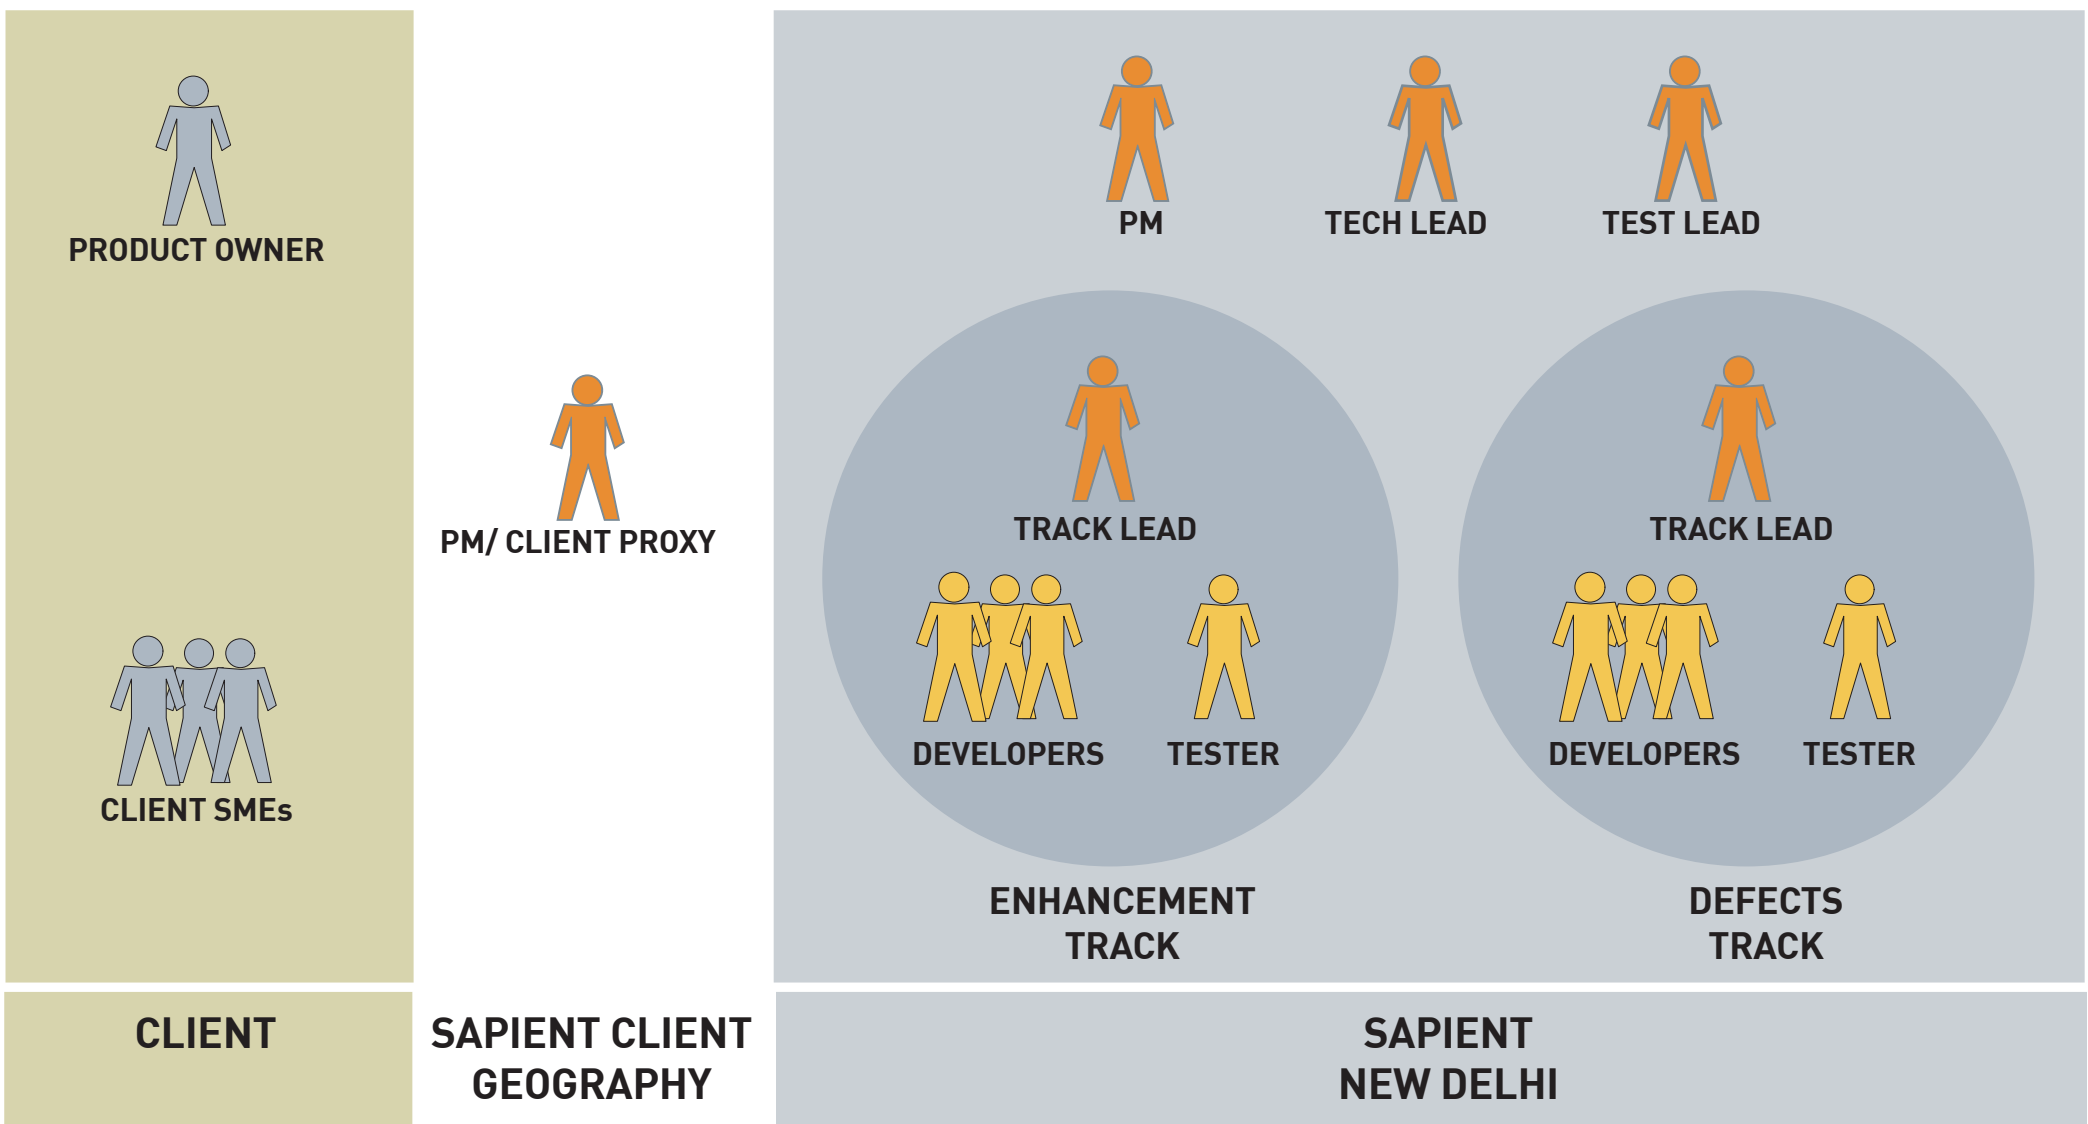 PRODUCT OWNER
CLIENT SMEs
CLIENT
PM/ CLIENT PROXY
SAPIENT CLIENT
GEOGRAPHY
PM
TECH LEAD
TEST LEAD
TRACK LEAD
DEVELOPERS
TESTER
ENHANCEMENT
TRACK
TRACK LEAD
DEVELOPERS
TESTER
DEFECTS
TRACK
SAPIENT
NEW DELHI